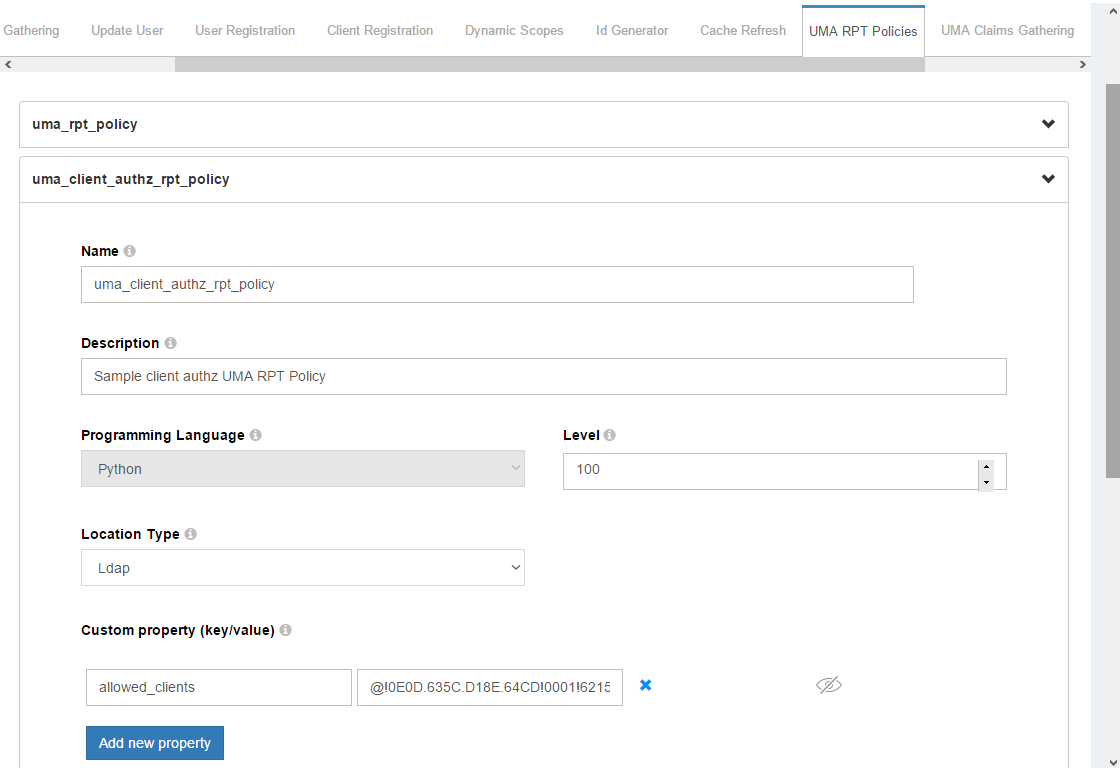 Gathering Update User User Registration Client Registration Dynamic Scopes Id Generator Cache Refresh UMA RPT Policies UMA Claims Gathering
uma_rpt_policy
uma_client_authz_rpt_policy
Name
uma_client_authz_rpt_policy
Description
Sample client authz UMA RPT Policy
Programming Language Level
Python 100
Location Type
Ldap
Custom property (key/value)
allowed_clients @!0E0D.635C.D18E.64CD!0001!6215
Add new property